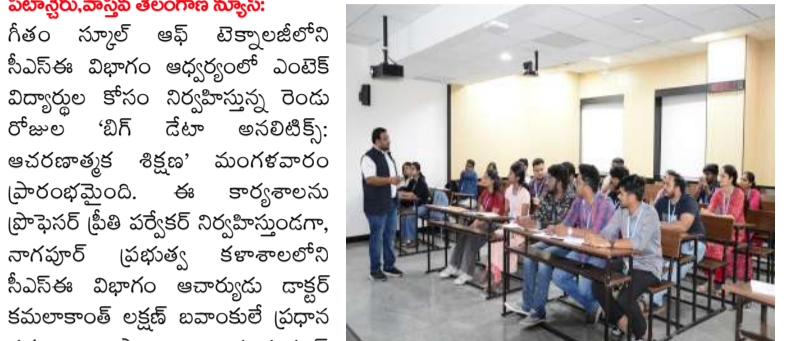 పటాన్చెరు,వాస్తవ తెలంగాణ న్యూస్:
గీతం స్కూల్ ఆఫ్ టెక్నాలజీలోని
సీఎస్ఈ విభాగం ఆధ్వర్యంలో ఎంటెక్
విద్యార్థుల కోసం నిర్వహిస్తున్న రెండు
రోజుల ‘బిగ్ డేటా అనలిటిక్స్:
ఆచరణాత్మక శిక్షణ’ మంగళవారం
ప్రారంభమైంది. ఈ కార్యశాలను
ప్రొఫెసర్ ప్రీతి పర్వేకర్ నిర్వహిస్తుండగా,
నాగపూర్ ప్రభుత్వ కళాశాలలోని
సీఎస్ఈ విభాగం ఆచార్యుడు డాక్టర్
కమలాకాంత్ లక్షణ్ బవాంకులే ప్రధాన